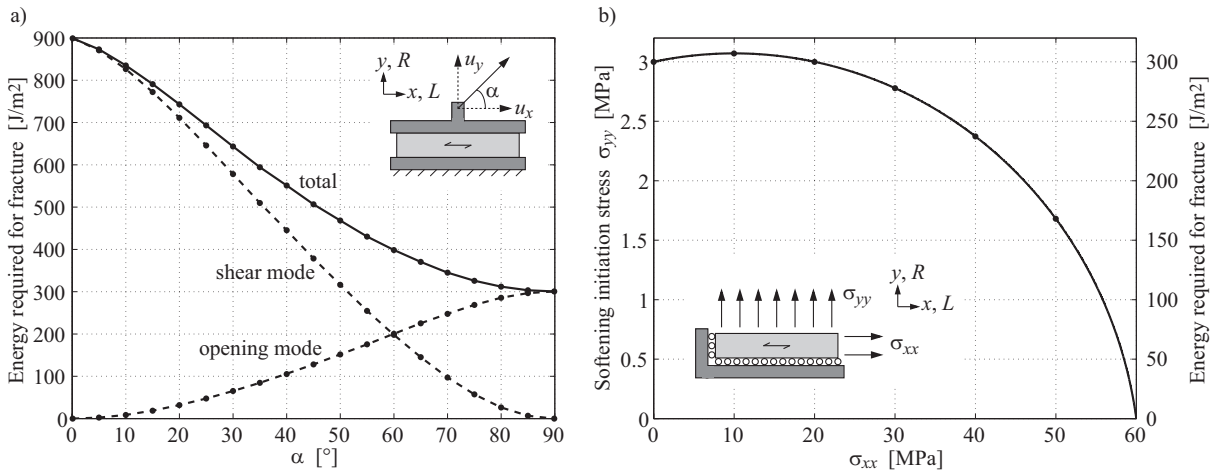 a)
Energy required for fracture [J/m²]
900
800
700
600
500
400
300
200
100
0
0 10 20 30 40 50 60 70 80 90
α [°]
total
shear mode
opening mode
y, R
x, L
u_y
α
u_x
b)
Softening initiation stress σ_yy [MPa]
3
2.5
2
1.5
1
0.5
0
0 10 20 30 40 50 60
σ_xx [MPa]
300
250
200
150
100
50
0
Energy required for fracture [J/m²]
y, R
x, L
σ_yy
σ_xx